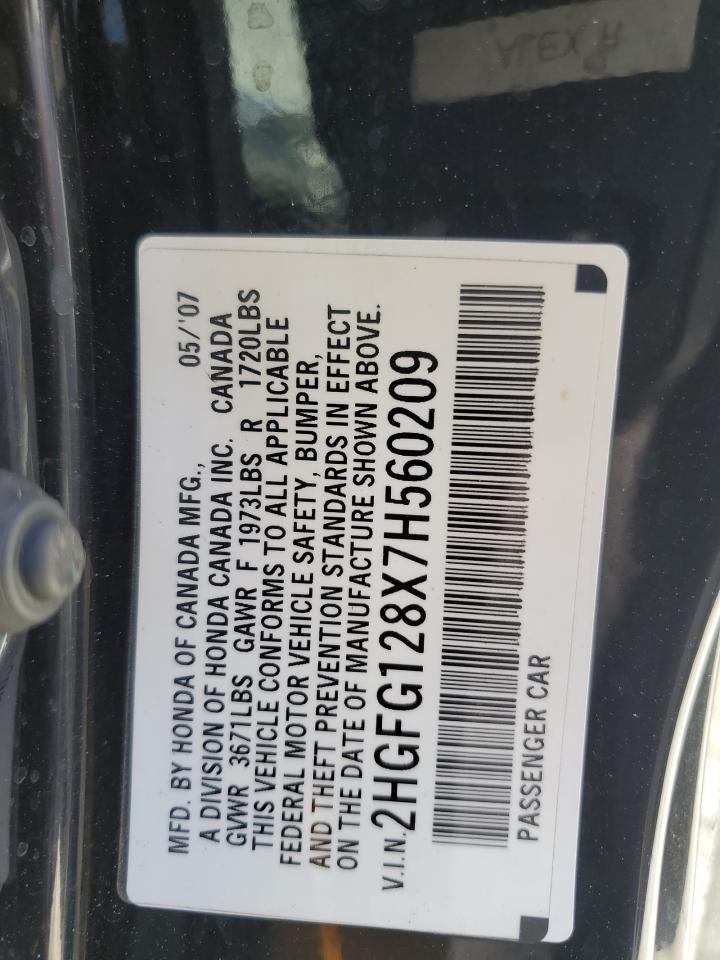 MFD. BY HONDA OF CANADA MFG., 05/'07
A DIVISION OF HONDA CANADA INC. CANADA
GVWR 3671LBS GAWR F 1973LBS R 1720LBS
THIS VEHICLE CONFORMS TO ALL APPLICABLE
FEDERAL MOTOR VEHICLE SAFETY, BUMPER,
AND THEFT PREVENTION STANDARDS IN EFFECT
ON THE DATE OF MANUFACTURE SHOWN ABOVE.
V.I.N. 2HGFG128X7H560209
PASSENGER CAR
ALEX R